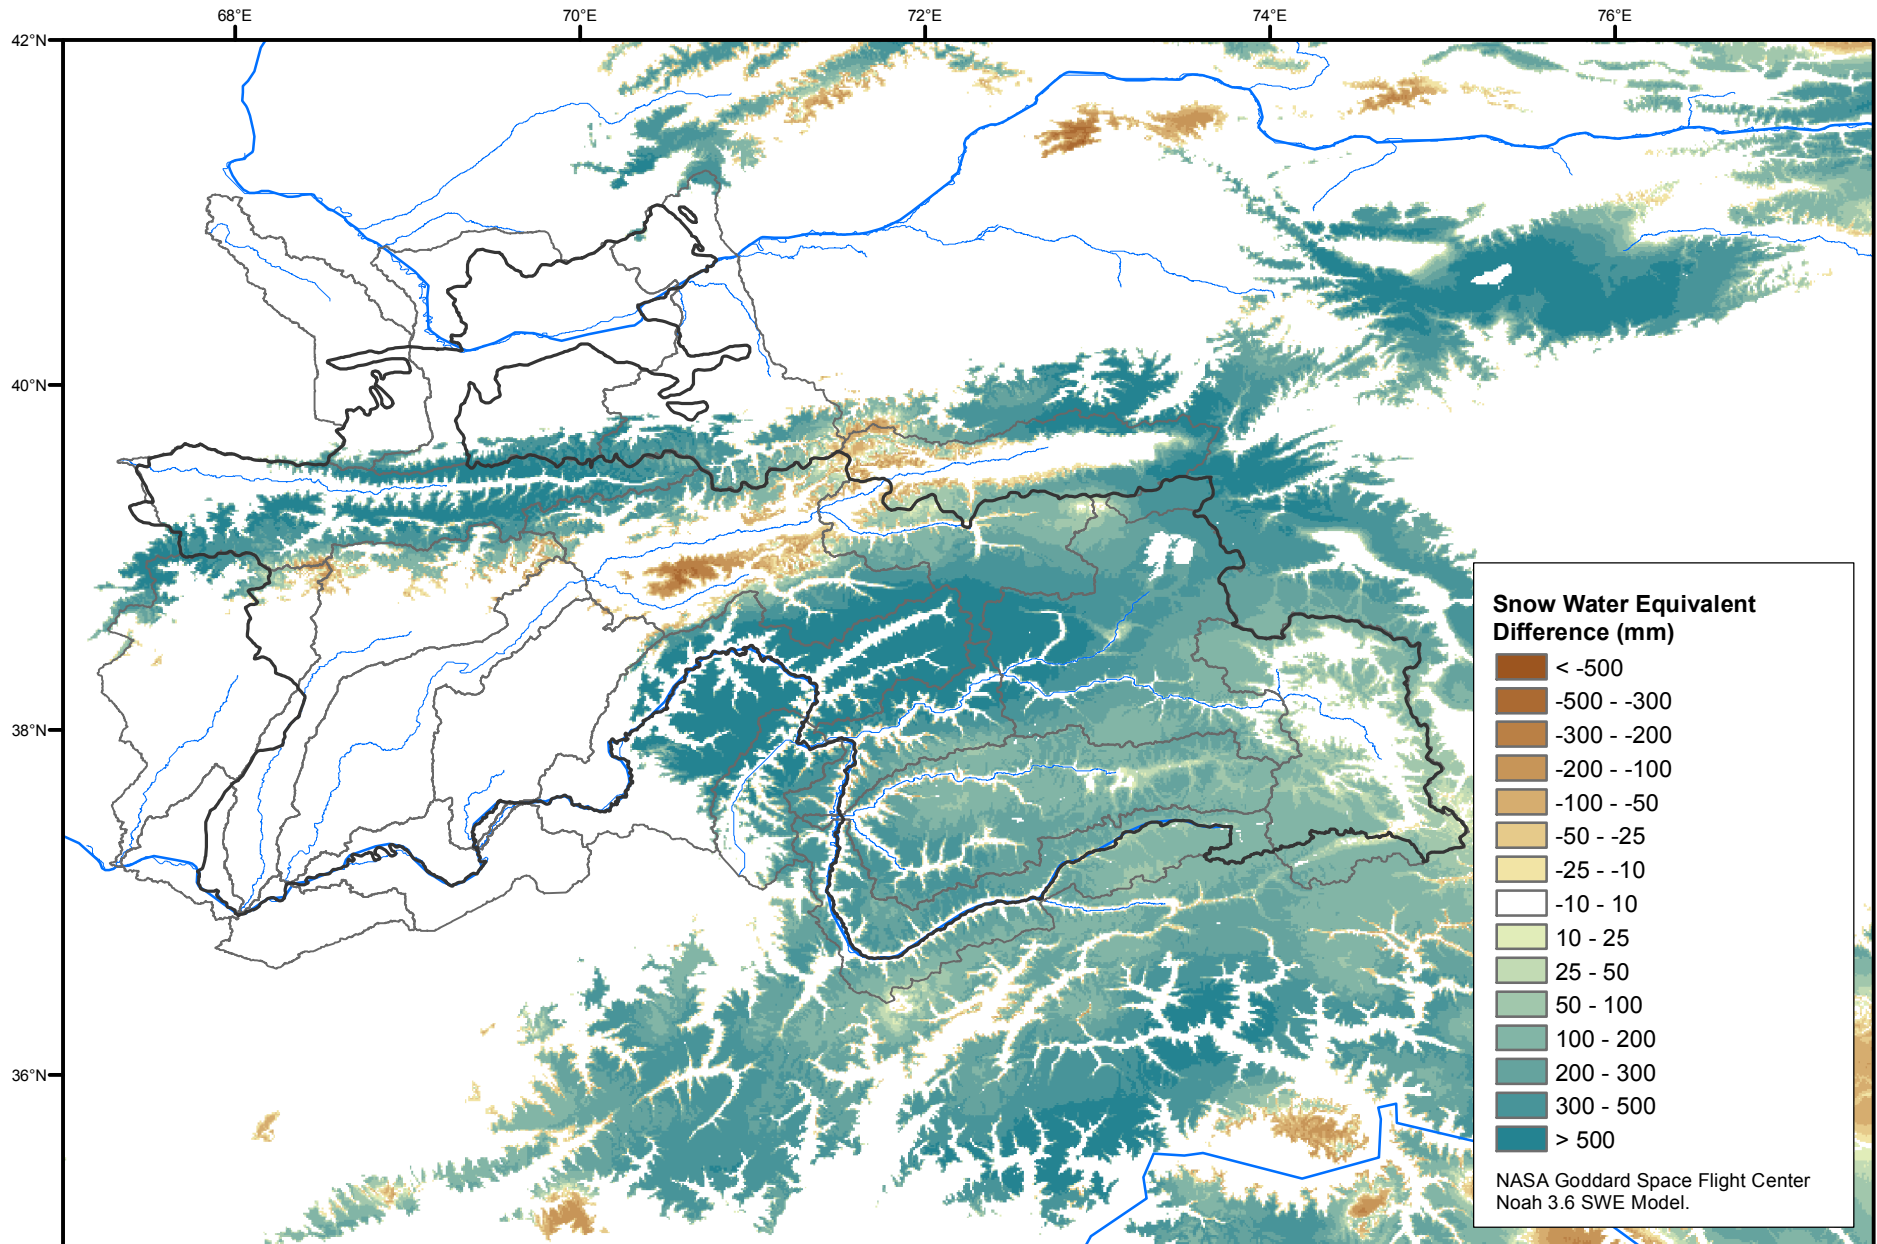 68°E 70°E 72°E 74°E 76°E
42°N
40°N
38°N
36°N
Snow Water Equivalent
Difference (mm)
< -500
-500 - -300
-300 - -200
-200 - -100
-100 - -50
-50 - -25
-25 - -10
-10 - 10
10 - 25
25 - 50
50 - 100
100 - 200
200 - 300
300 - 500
> 500
NASA Goddard Space Flight Center
Noah 3.6 SWE Model.